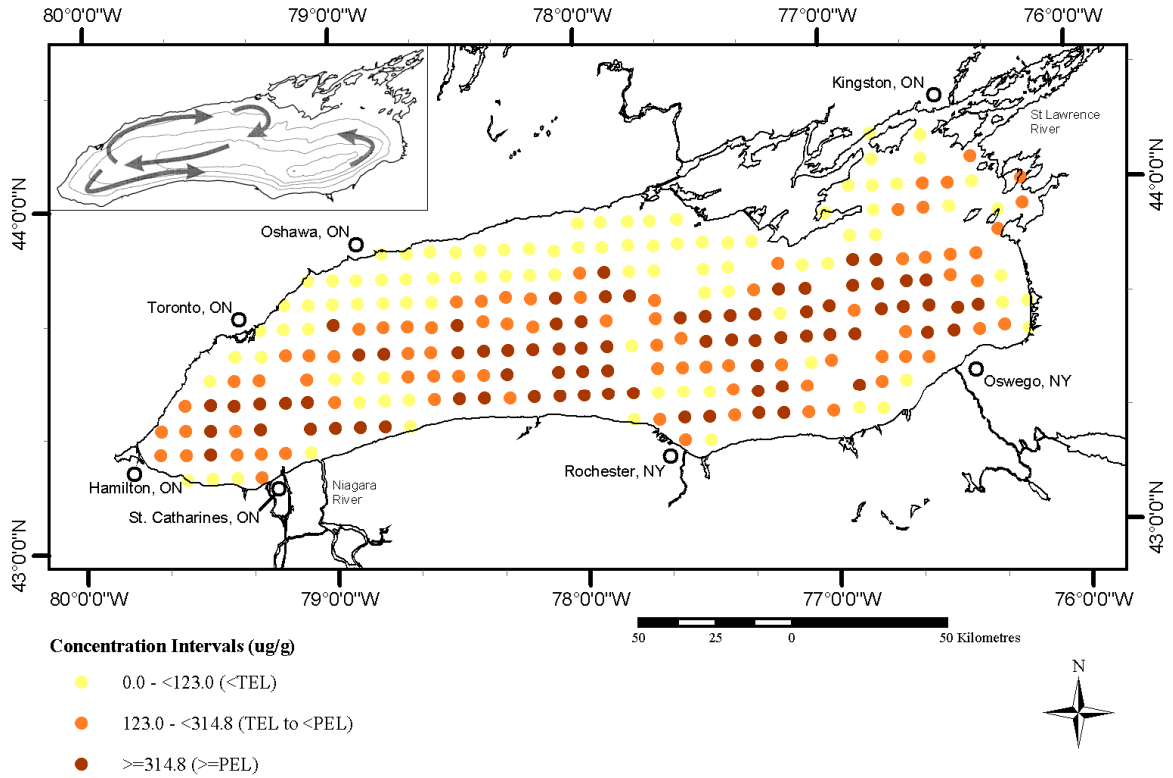 80°0'0"W 79°0'0"W 78°0'0"W 77°0'0"W 76°0'0"W
Kingston, ON
St Lawrence
River
44°0'0"N
44°0'0"N
Oshawa, ON
Toronto, ON
Oswego, NY
Rochester, NY
Hamilton, ON
Niagara
River
St. Catharines, ON
43°0'0"N
43°0'0"N
80°0'0"W 79°0'0"W 78°0'0"W 77°0'0"W 76°0'0"W
50 25 0 50 Kilometres
Concentration Intervals (ug/g)
0.0 - <123.0 (<TEL)
123.0 - <314.8 (TEL to <PEL)
>=314.8 (>=PEL)
N